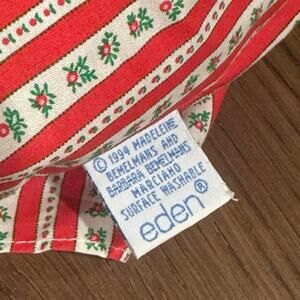 © 1994 MADELEINE
BEMELMANS AND
BARBARA BEMELMANS
MARCIANO
SURFACE WASHABLE
eden®